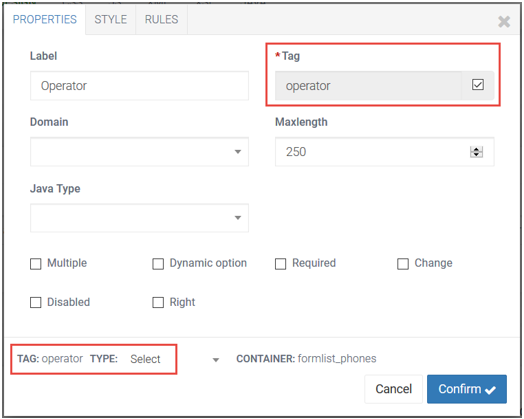 PROPERTIES STYLE RULES
Label * Tag
Operator operator
Domain Maxlength
250
Java Type
Multiple Dynamic option Required Change
Disabled Right
TAG: operator TYPE: Select CONTAINER: formlist_phones
Cancel Confirm